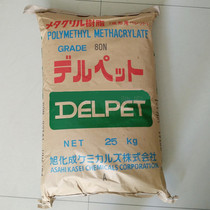 メタクリル樹脂
POLYMETHYL METHACRYLATE
GRADE 80N
デルペット
DELPET
NET 25 kg
旭化成ケミカルズ株式会社
ASAHI KASEI CHEMICALS CORPORATION